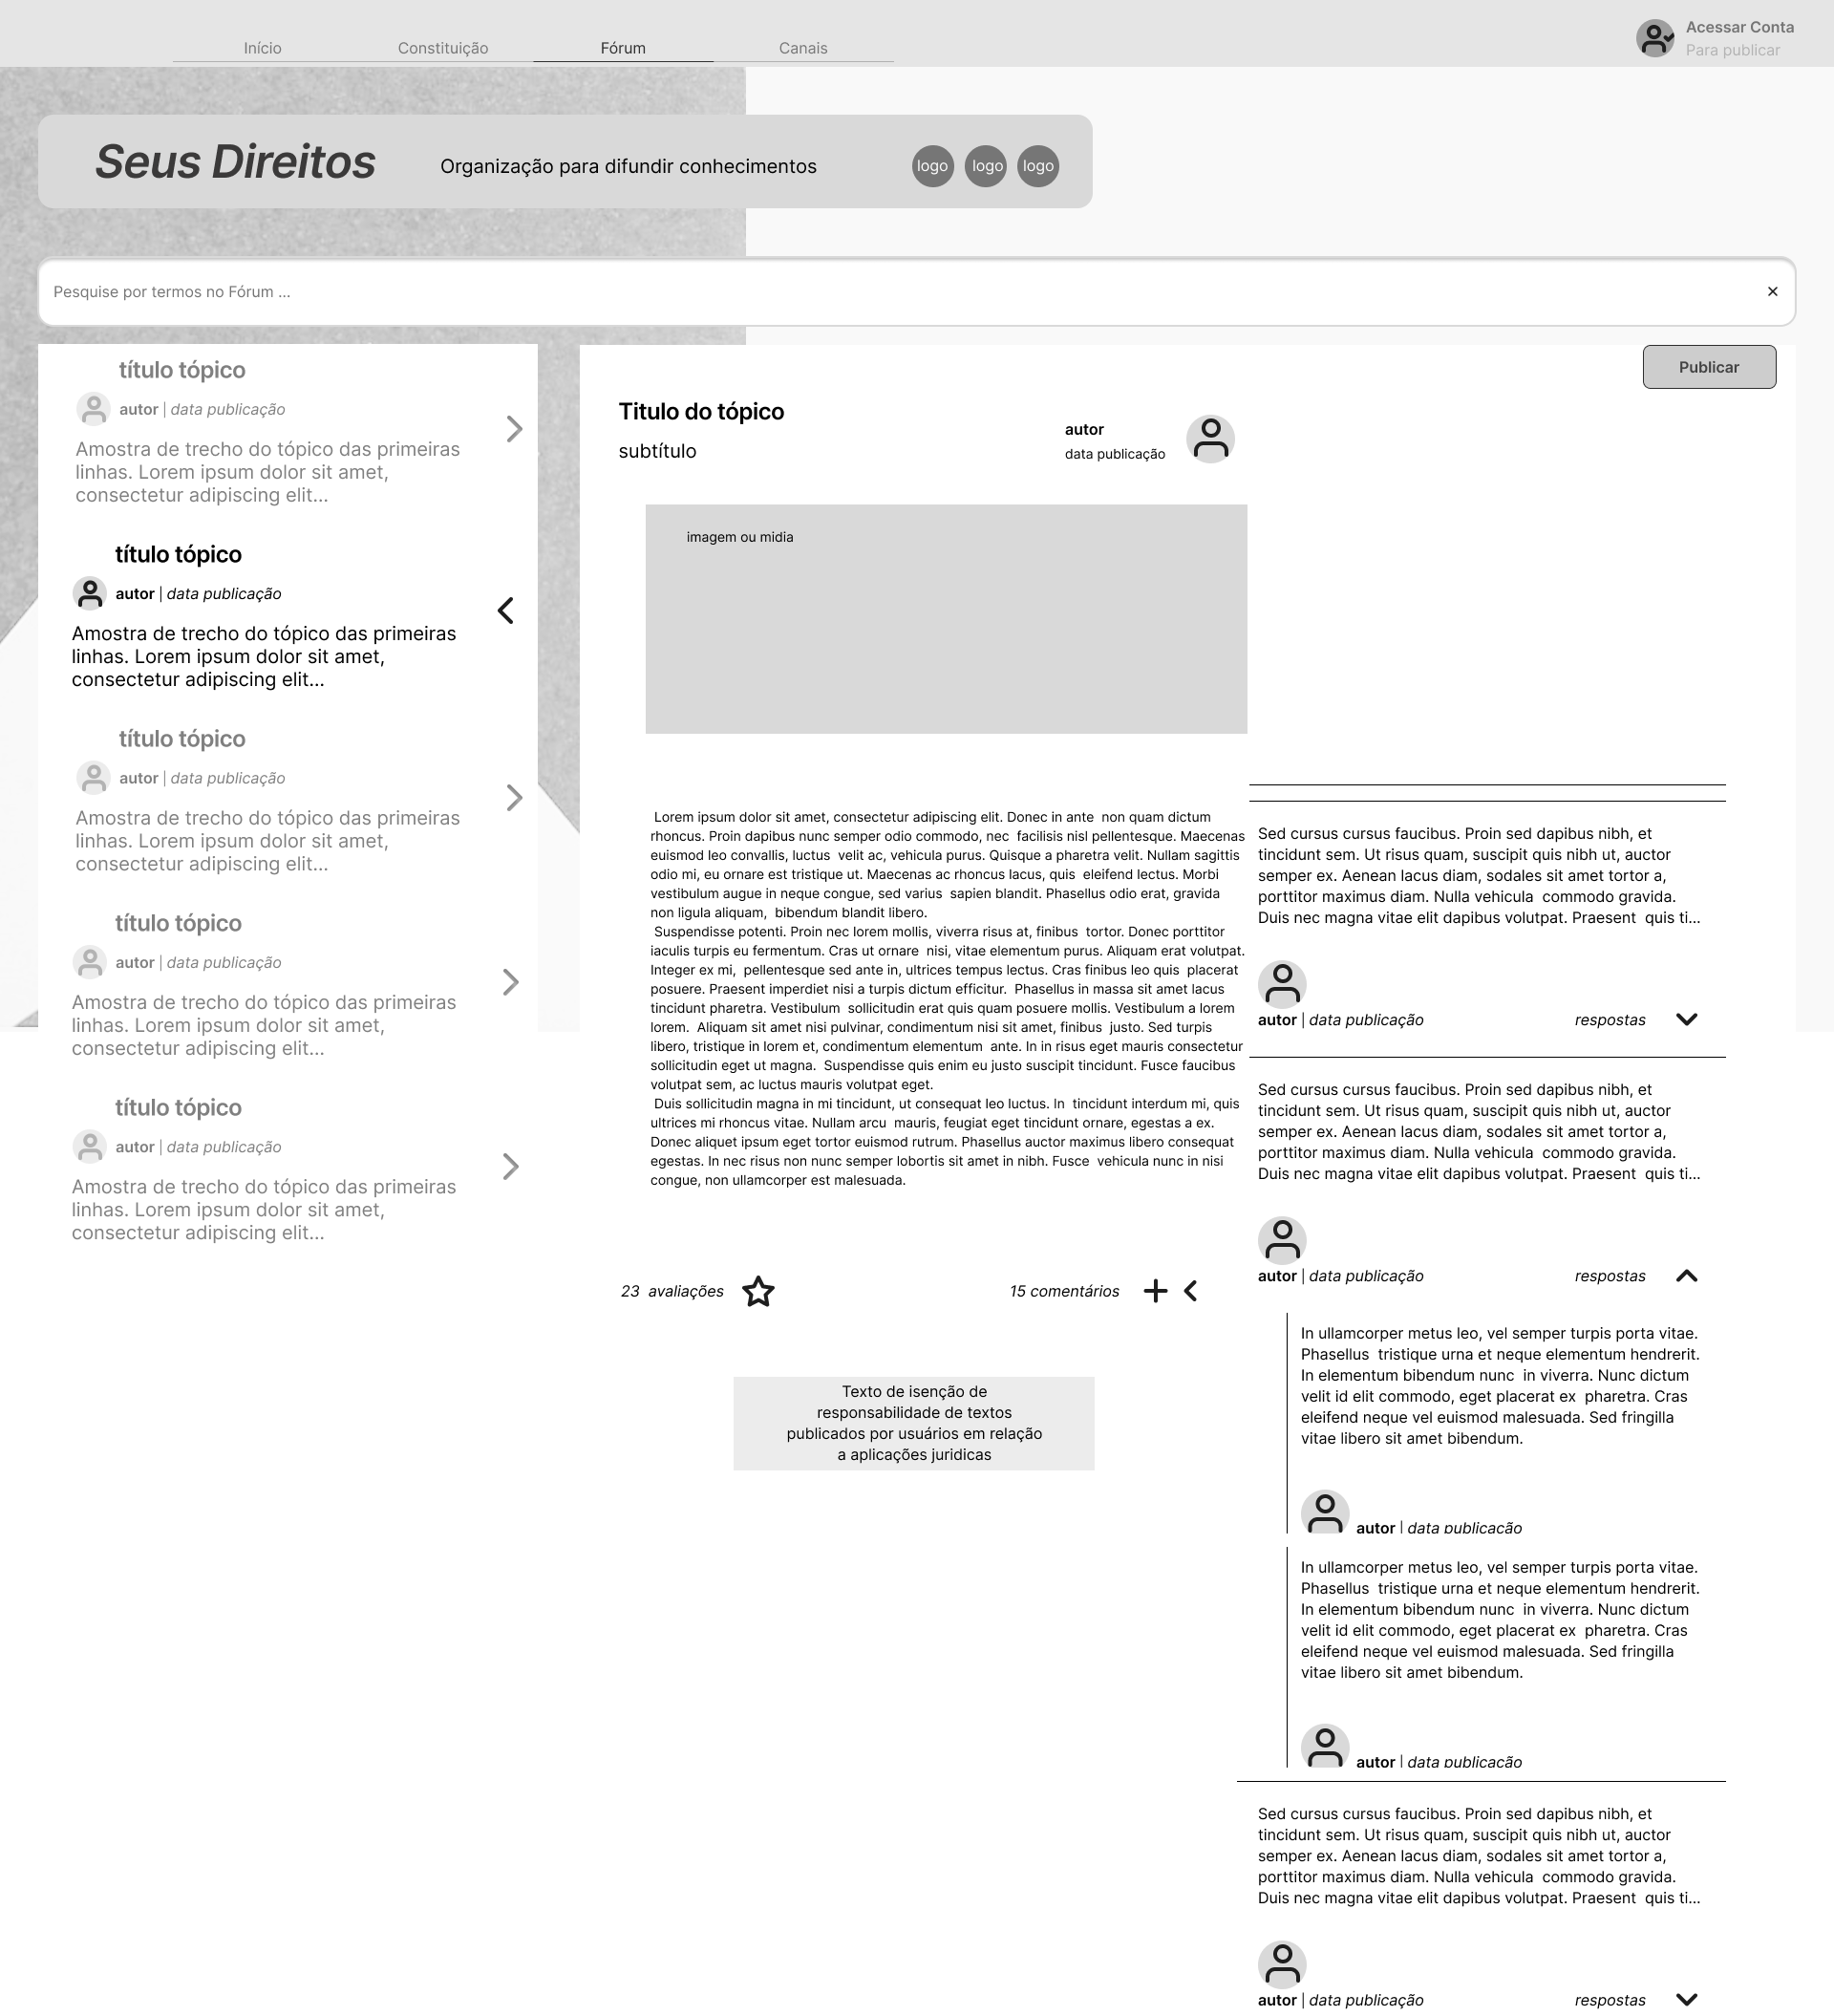 Início
Constituição
Fórum
Canais
Acessar Conta
Para publicar
Seus Direitos
Organização para difundir conhecimentos
logo
logo
logo
Pesquise por termos no Fórum ...
título tópico
autor | data publicação
Amostra de trecho do tópico das primeiras
linhas. Lorem ipsum dolor sit amet,
consectetur adipiscing elit...
título tópico
autor | data publicação
Amostra de trecho do tópico das primeiras
linhas. Lorem ipsum dolor sit amet,
consectetur adipiscing elit...
título tópico
autor | data publicação
Amostra de trecho do tópico das primeiras
linhas. Lorem ipsum dolor sit amet,
consectetur adipiscing elit...
título tópico
autor | data publicação
Amostra de trecho do tópico das primeiras
linhas. Lorem ipsum dolor sit amet,
consectetur adipiscing elit...
título tópico
autor | data publicação
Amostra de trecho do tópico das primeiras
linhas. Lorem ipsum dolor sit amet,
consectetur adipiscing elit...
Publicar
Titulo do tópico
subtítulo
autor
data publicação
imagem ou midia
Lorem ipsum dolor sit amet, consectetur adipiscing elit. Donec in ante  non quam dictum
rhoncus. Proin dapibus nunc semper odio commodo, nec  facilisis nisl pellentesque. Maecenas
euismod leo convallis, luctus  velit ac, vehicula purus. Quisque a pharetra velit. Nullam sagittis
odio mi, eu ornare est tristique ut. Maecenas ac rhoncus lacus, quis  eleifend lectus. Morbi
vestibulum augue in neque congue, sed varius  sapien blandit. Phasellus odio erat, gravida
non ligula aliquam,  bibendum blandit libero.
Suspendisse potenti. Proin nec lorem mollis, viverra risus at, finibus  tortor. Donec porttitor
iaculis turpis eu fermentum. Cras ut ornare  nisi, vitae elementum purus. Aliquam erat volutpat.
Integer ex mi,  pellentesque sed ante in, ultrices tempus lectus. Cras finibus leo quis  placerat
posuere. Praesent imperdiet nisi a turpis dictum efficitur.  Phasellus in massa sit amet lacus
tincidunt pharetra. Vestibulum  sollicitudin erat quis quam posuere mollis. Vestibulum a lorem
lorem.  Aliquam sit amet nisi pulvinar, condimentum nisi sit amet, finibus  justo. Sed turpis
libero, tristique in lorem et, condimentum elementum  ante. In in risus eget mauris consectetur
sollicitudin eget ut magna.  Suspendisse quis enim eu justo suscipit tincidunt. Fusce faucibus
volutpat sem, ac luctus mauris volutpat eget.
Duis sollicitudin magna in mi tincidunt, ut consequat leo luctus. In  tincidunt interdum mi, quis
ultrices mi rhoncus vitae. Nullam arcu  mauris, feugiat eget tincidunt ornare, egestas a ex.
Donec aliquet ipsum eget tortor euismod rutrum. Phasellus auctor maximus libero consequat
egestas. In nec risus non nunc semper lobortis sit amet in nibh. Fusce  vehicula nunc in nisi
congue, non ullamcorper est malesuada.
23  avaliações
15 comentários
Texto de isenção de
responsabilidade de textos
publicados por usuários em relação
a aplicações juridicas
Sed cursus cursus faucibus. Proin sed dapibus nibh, et
tincidunt sem. Ut risus quam, suscipit quis nibh ut, auctor
semper ex. Aenean lacus diam, sodales sit amet tortor a,
porttitor maximus diam. Nulla vehicula  commodo gravida.
Duis nec magna vitae elit dapibus volutpat. Praesent  quis ti...
autor | data publicação
respostas
Sed cursus cursus faucibus. Proin sed dapibus nibh, et
tincidunt sem. Ut risus quam, suscipit quis nibh ut, auctor
semper ex. Aenean lacus diam, sodales sit amet tortor a,
porttitor maximus diam. Nulla vehicula  commodo gravida.
Duis nec magna vitae elit dapibus volutpat. Praesent  quis ti...
autor | data publicação
respostas
In ullamcorper metus leo, vel semper turpis porta vitae.
Phasellus  tristique urna et neque elementum hendrerit.
In elementum bibendum nunc  in viverra. Nunc dictum
velit id elit commodo, eget placerat ex  pharetra. Cras
eleifend neque vel euismod malesuada. Sed fringilla
vitae libero sit amet bibendum.
autor | data publicação
In ullamcorper metus leo, vel semper turpis porta vitae.
Phasellus  tristique urna et neque elementum hendrerit.
In elementum bibendum nunc  in viverra. Nunc dictum
velit id elit commodo, eget placerat ex  pharetra. Cras
eleifend neque vel euismod malesuada. Sed fringilla
vitae libero sit amet bibendum.
autor | data publicação
Sed cursus cursus faucibus. Proin sed dapibus nibh, et
tincidunt sem. Ut risus quam, suscipit quis nibh ut, auctor
semper ex. Aenean lacus diam, sodales sit amet tortor a,
porttitor maximus diam. Nulla vehicula  commodo gravida.
Duis nec magna vitae elit dapibus volutpat. Praesent  quis ti...
autor | data publicação
respostas